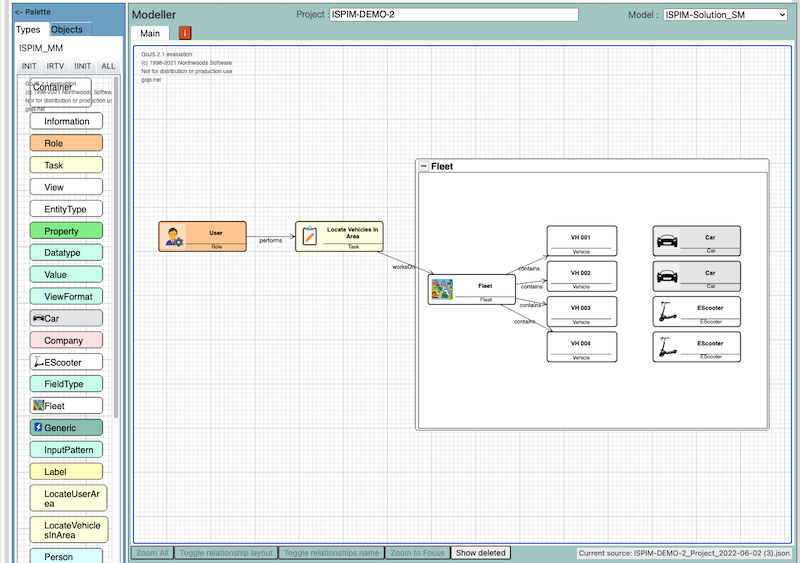 <- Palette
Types
Objects
ISPIM_MM
INIT
IRTV
!INIT
ALL
GoJS 2.1 evaluation
Container
(c) 1998-2021 Northwoods Software
Not for distribution or production us
gojs.net
Information
Role
Task
View
EntityType
Property
Datatype
Value
ViewFormat
Car
Company
EScooter
FieldType
Fleet
Generic
InputPattern
Label
LocateUserAr
ea
LocateVehicle
sInArea
Person
Modeller
Project : ISPIM-DEMO-2
Model : ISPIM-Solution_SM
Main
i
GoJS 2.1 evaluation
(c) 1998-2021 Northwoods Software
Not for distribution or production use
gojs.net
Fleet
User
Role
performs
Locate Vehicles in
Area
Task
worksOn
Fleet
Fleet
contains
contains
contains
contains
VH 001
Vehicle
VH 002
Vehicle
VH 003
Vehicle
VH 004
Vehicle
Car
Car
Car
Car
EScooter
EScooter
EScooter
EScooter
Zoom All
Toggle relationship layout
Toggle relationships name
Zoom to Focus
Show deleted
Current source: ISPIM-DEMO-2_Project_2022-06-02 (3).json